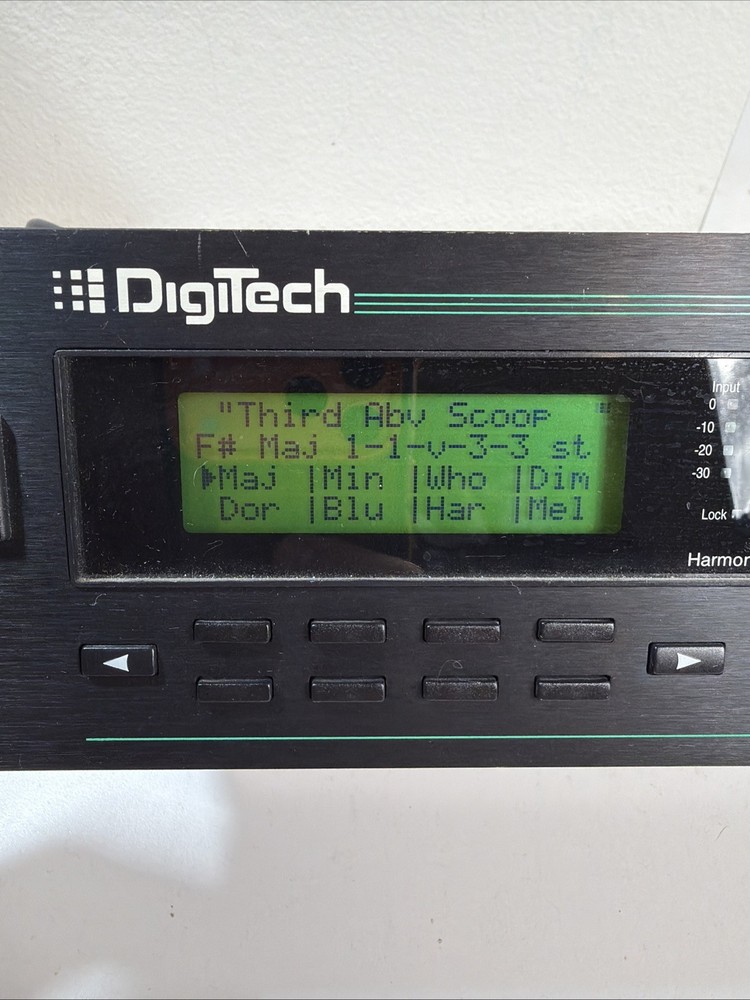 DigiTech
"Third Abv Scoop "
F# Maj 1-1-v-3-3 st
Maj |Min |Who |Dim
Dor |Blu |Har |Mel
Input
0
-10
-20
-30
Lock
Harmon